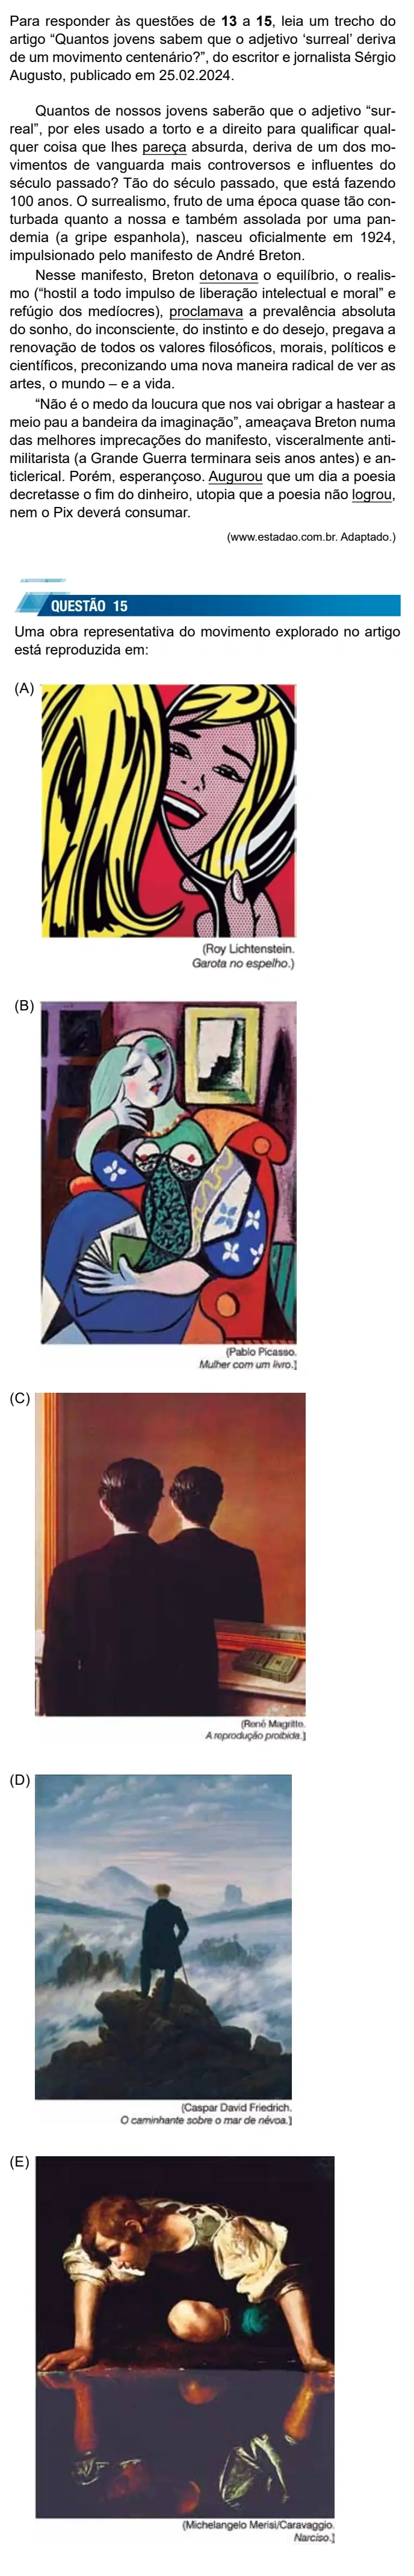 Para responder às questões de 13 a 15, leia um trecho do
artigo “Quantos jovens sabem que o adjetivo ‘surreal’ deriva
de um movimento centenário?”, do escritor e jornalista Sérgio
Augusto, publicado em 25.02.2024.
Quantos de nossos jovens saberão que o adjetivo “sur-
real”, por eles usado a torto e a direito para qualificar qual-
quer coisa que lhes pareça absurda, deriva de um dos mo-
vimentos de vanguarda mais controversos e influentes do
século passado? Tão do século passado, que está fazendo
100 anos. O surrealismo, fruto de uma época quase tão con-
turbada quanto a nossa e também assolada por uma pan-
demia (a gripe espanhola), nasceu oficialmente em 1924,
impulsionado pelo manifesto de André Breton.
Nesse manifesto, Breton detonava o equilíbrio, o realis-
mo (“hostil a todo impulso de liberação intelectual e moral” e
refúgio dos medíocres), proclamava a prevalência absoluta
do sonho, do inconsciente, do instinto e do desejo, pregava a
renovação de todos os valores filosóficos, morais, políticos e
científicos, preconizando uma nova maneira radical de ver as
artes, o mundo – e a vida.
“Não é o medo da loucura que nos vai obrigar a hastear a
meio pau a bandeira da imaginação”, ameaçava Breton numa
das melhores imprecações do manifesto, visceralmente anti-
militarista (a Grande Guerra terminara seis anos antes) e an-
ticlerical. Porém, esperançoso. Augurou que um dia a poesia
decretasse o fim do dinheiro, utopia que a poesia não logrou,
nem o Pix deverá consumar.
(www.estadao.com.br. Adaptado.)
QUESTÃO 15
Uma obra representativa do movimento explorado no artigo
está reproduzida em:
(A)
(Roy Lichtenstein.
Garota no espelho.)
(B)
(Pablo Picasso.
Mulher com um livro.)
(C)
(René Magritte.
A reprodução proibida.)
(D)
(Caspar David Friedrich.
O caminhante sobre o mar de névoa.)
(E)
(Michelangelo Merisi/Caravaggio.
Narciso.)